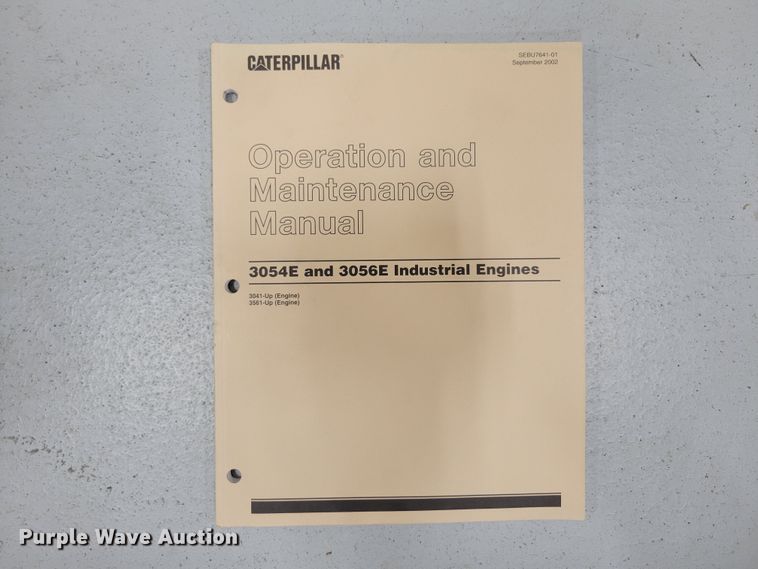 CATERPILLAR®
SEBU7641-01
September 2002
Operation and
Maintenance
Manual
3054E and 3056E Industrial Engines
3041-Up (Engine)
3561-Up (Engine)
Purple Wave Auction